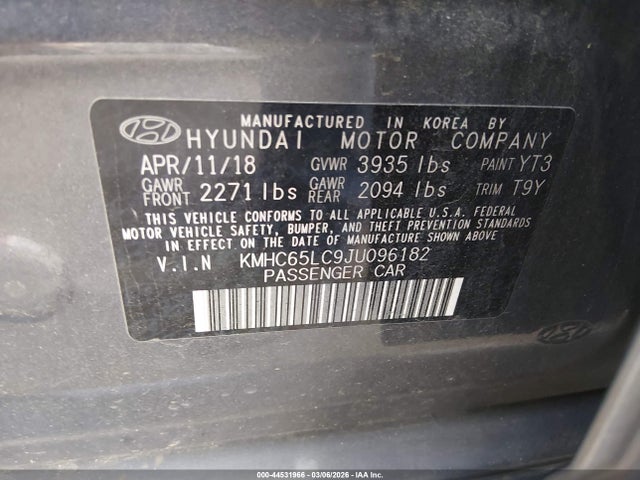 MANUFACTURED IN KOREA BY
HYUNDAI MOTOR COMPANY
APR/11/18 GVWR 3935 lbs PAINT YT3
GAWR FRONT 2271 lbs GAWR REAR 2094 lbs TRIM T9Y
THIS VEHICLE CONFORMS TO ALL APPLICABLE U.S.A. FEDERAL
MOTOR VEHICLE SAFETY, BUMPER, AND THEFT PREVENTION STANDARDS
IN EFFECT ON THE DATE OF MANUFACTURE SHOWN ABOVE.
V.I.N KMHC65LC9JU096182
PASSENGER CAR
000-44531966 - 03/06/2026 - IAA Inc.